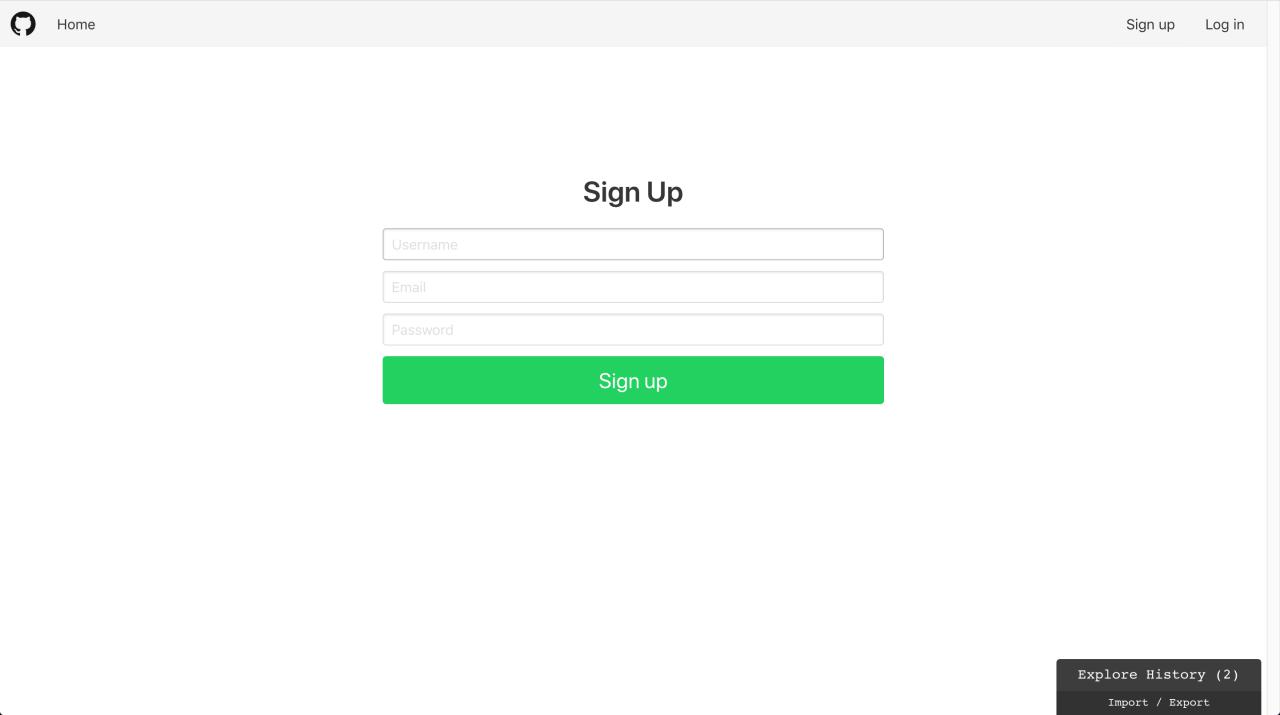 Home
Sign up
Log in
Sign Up
Username
Email
Password
Sign up
Explore History (2)
Import / Export